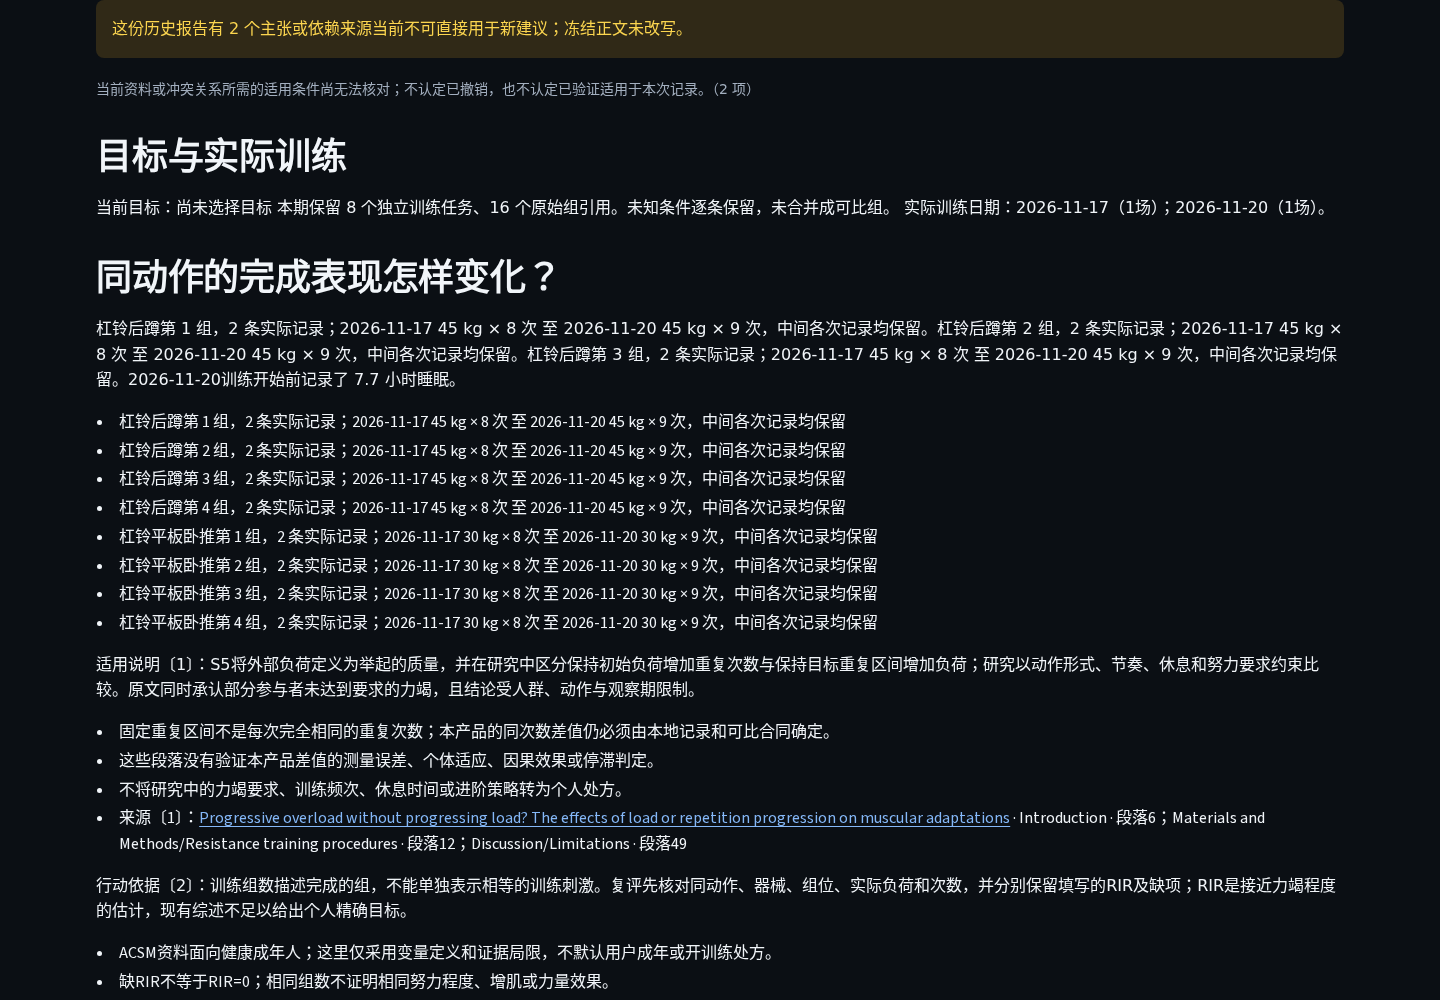 这份历史报告有 2 个主张或依赖来源当前不可直接用于新建议；冻结正文未改写。
当前资料或冲突关系所需的适用条件尚无法核对；不认定已撤销，也不认定已验证适用于本次记录。（2 项）
目标与实际训练
当前目标：尚未选择目标 本期保留 8 个独立训练任务、16 个原始组引用。未知条件逐条保留，未合并成可比组。 实际训练日期：2026-11-17（1场）；2026-11-20（1场）。
同动作的完成表现怎样变化？
杠铃后蹲第 1 组，2 条实际记录；2026-11-17 45 kg × 8 次 至 2026-11-20 45 kg × 9 次，中间各次记录均保留。杠铃后蹲第 2 组，2 条实际记录；2026-11-17 45 kg ×
8 次 至 2026-11-20 45 kg × 9 次，中间各次记录均保留。杠铃后蹲第 3 组，2 条实际记录；2026-11-17 45 kg × 8 次 至 2026-11-20 45 kg × 9 次，中间各次记录均保
留。2026-11-20训练开始前记录了 7.7 小时睡眠。
• 杠铃后蹲第 1 组，2 条实际记录；2026-11-17 45 kg × 8 次 至 2026-11-20 45 kg × 9 次，中间各次记录均保留
• 杠铃后蹲第 2 组，2 条实际记录；2026-11-17 45 kg × 8 次 至 2026-11-20 45 kg × 9 次，中间各次记录均保留
• 杠铃后蹲第 3 组，2 条实际记录；2026-11-17 45 kg × 8 次 至 2026-11-20 45 kg × 9 次，中间各次记录均保留
• 杠铃后蹲第 4 组，2 条实际记录；2026-11-17 45 kg × 8 次 至 2026-11-20 45 kg × 9 次，中间各次记录均保留
• 杠铃平板卧推第 1 组，2 条实际记录；2026-11-17 30 kg × 8 次 至 2026-11-20 30 kg × 9 次，中间各次记录均保留
• 杠铃平板卧推第 2 组，2 条实际记录；2026-11-17 30 kg × 8 次 至 2026-11-20 30 kg × 9 次，中间各次记录均保留
• 杠铃平板卧推第 3 组，2 条实际记录；2026-11-17 30 kg × 8 次 至 2026-11-20 30 kg × 9 次，中间各次记录均保留
• 杠铃平板卧推第 4 组，2 条实际记录；2026-11-17 30 kg × 8 次 至 2026-11-20 30 kg × 9 次，中间各次记录均保留
适用说明〔1〕：S5将外部负荷定义为举起的质量，并在研究中区分保持初始负荷增加重复次数与保持目标重复区间增加负荷；研究以动作形式、节奏、休息和努力要求约束比
较。原文同时承认部分参与者未达到要求的力竭，且结论受人群、动作与观察期限制。
• 固定重复区间不是每次完全相同的重复次数；本产品的同次数差值仍必须由本地记录和可比合同确定。
• 这些段落没有验证本产品差值的测量误差、个体适应、因果效果或停滞判定。
• 不将研究中的力竭要求、训练频次、休息时间或进阶策略转为个人处方。
• 来源〔1〕：Progressive overload without progressing load? The effects of load or repetition progression on muscular adaptations · Introduction · 段落6；Materials and
Methods/Resistance training procedures · 段落12；Discussion/Limitations · 段落49
行动依据〔2〕：训练组数描述完成的组，不能单独表示相等的训练刺激。复评先核对同动作、器械、组位、实际负荷和次数，并分别保留填写的RIR及缺项；RIR是接近力竭程度
的估计，现有综述不足以给出个人精确目标。
• ACSM资料面向健康成年人；这里仅采用变量定义和证据局限，不默认用户成年或开训练处方。
• 缺RIR不等于RIR=0；相同组数不证明相同努力程度、增肌或力量效果。